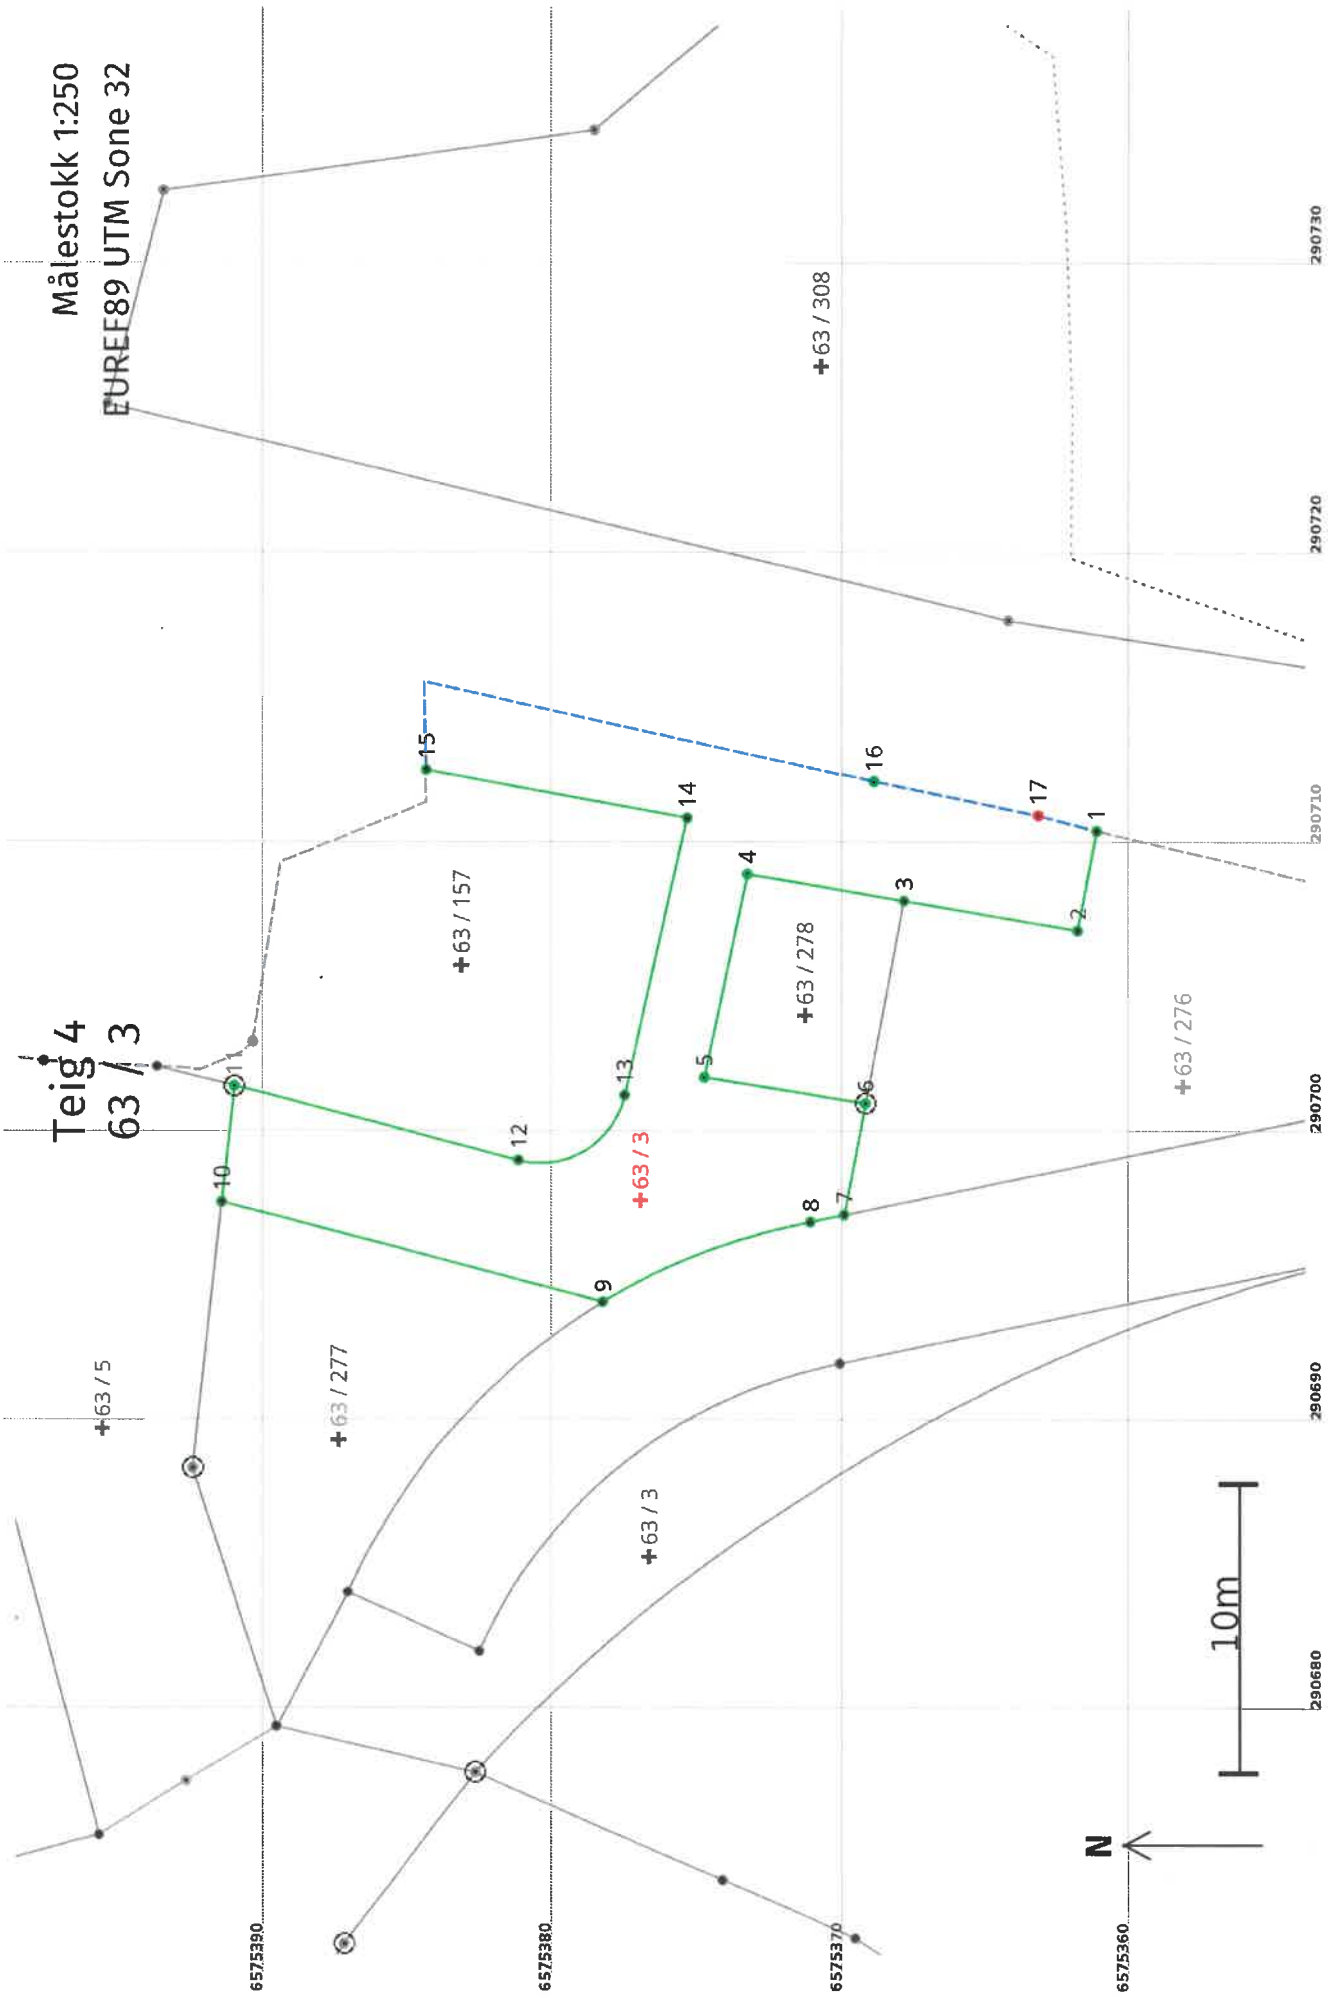 Målestokk 1:250
EUREF89 UTM Sone 32
Teig 4
63 / 3
+63 / 5
+63 / 277
+63 / 157
+63 / 308
+63 / 3
+63 / 278
+63 / 3
+63 / 276
1
2
3
4
5
6
7
8
9
10
11
12
13
14
15
16
17
6575390
6575380
6575370
6575360
290680
290690
290700
290710
290720
290730
10m
N